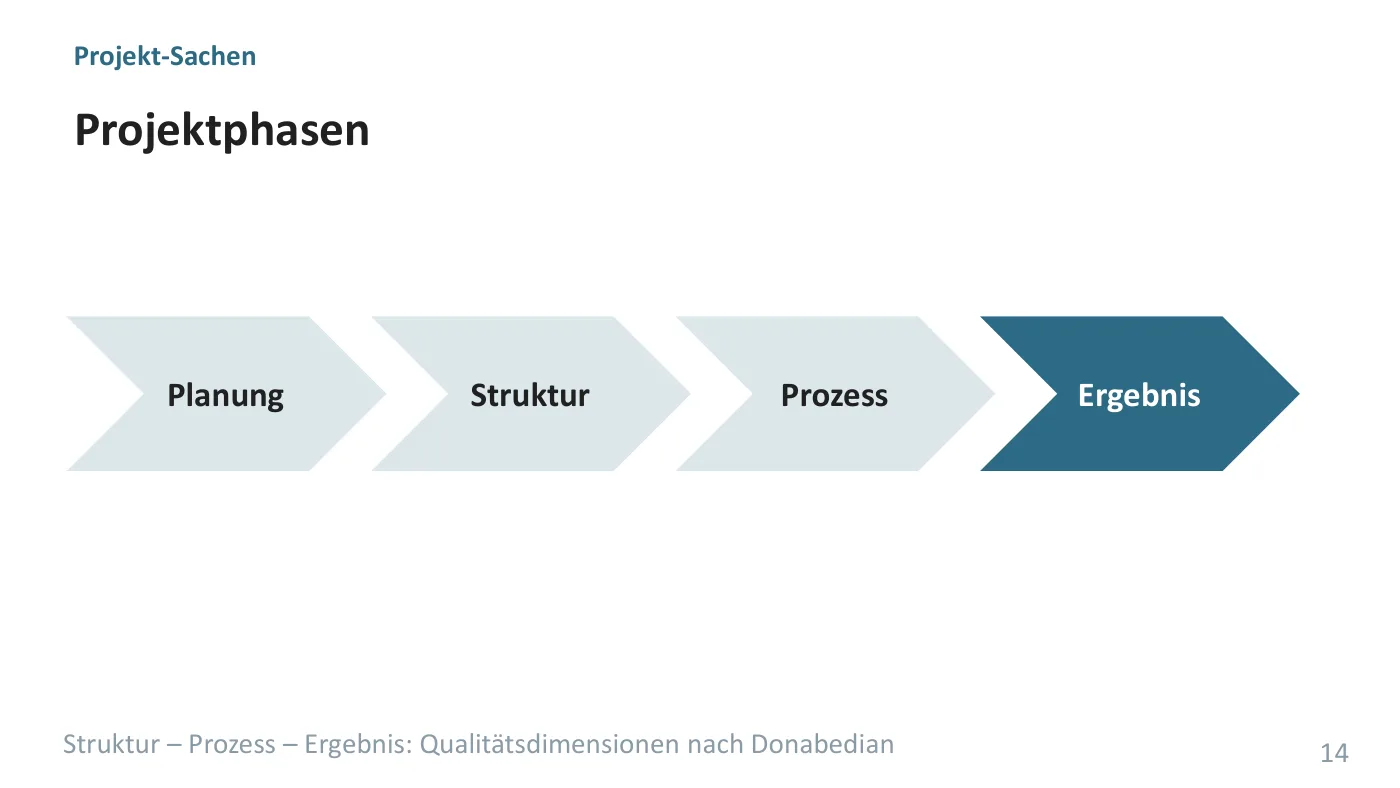 Projekt-Sachen
Projektphasen
Planung
Struktur
Prozess
Ergebnis
Struktur – Prozess – Ergebnis: Qualitätsdimensionen nach Donabedian
14